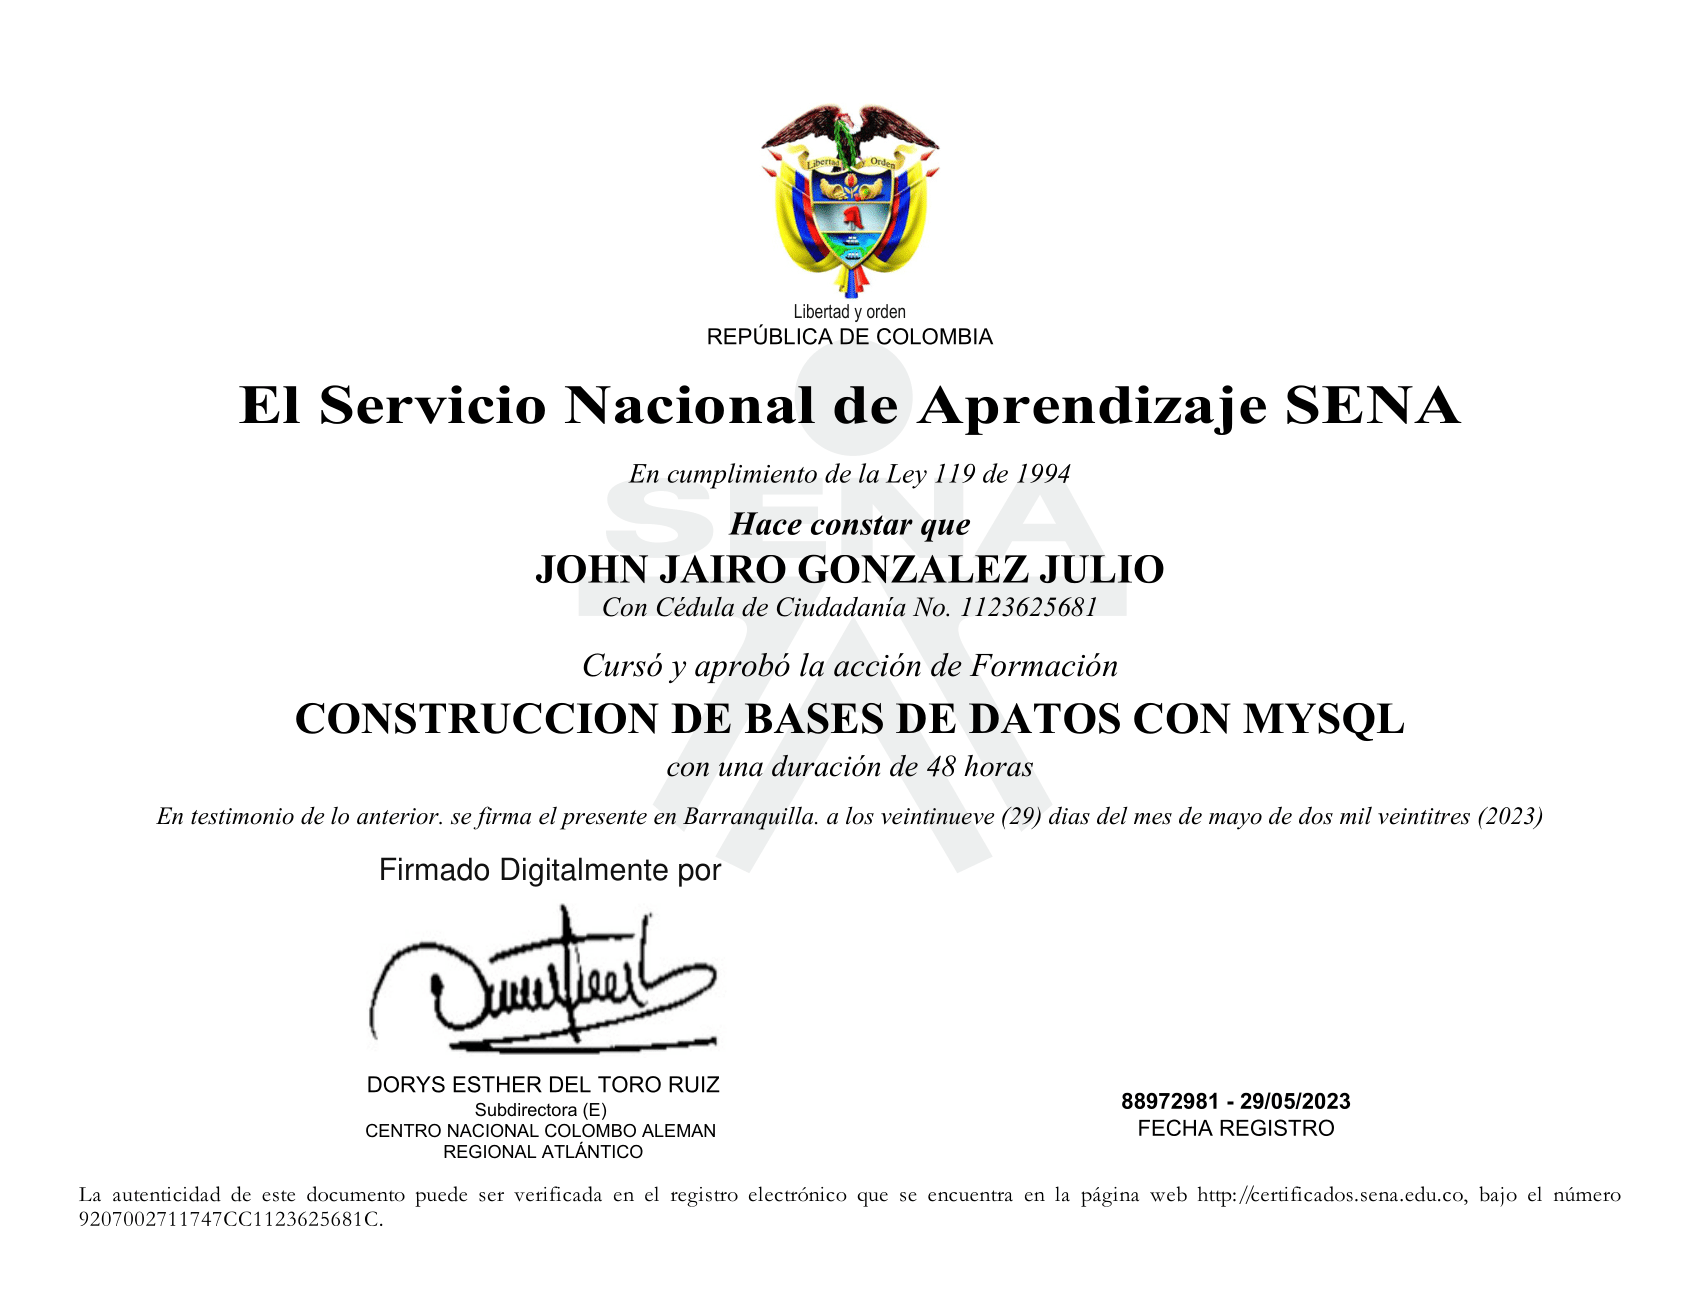 Libertad y Orden
Libertad y orden
REPÚBLICA DE COLOMBIA
El Servicio Nacional de Aprendizaje SENA
En cumplimiento de la Ley 119 de 1994
SENA
Hace constar que
JOHN JAIRO GONZALEZ JULIO
Con Cédula de Ciudadanía No. 1123625681
Cursó y aprobó la acción de Formación
CONSTRUCCION DE BASES DE DATOS CON MYSQL
con una duración de 48 horas
En testimonio de lo anterior. se firma el presente en Barranquilla. a los veintinueve (29) dias del mes de mayo de dos mil veintitres (2023)
Firmado Digitalmente por
DORYS ESTHER DEL TORO RUIZ
Subdirectora (E)
CENTRO NACIONAL COLOMBO ALEMAN
REGIONAL ATLÁNTICO
88972981 - 29/05/2023
FECHA REGISTRO
La autenticidad de este documento puede ser verificada en el registro electrónico que se encuentra en la página web http://certificados.sena.edu.co, bajo el número
9207002711747CC1123625681C.